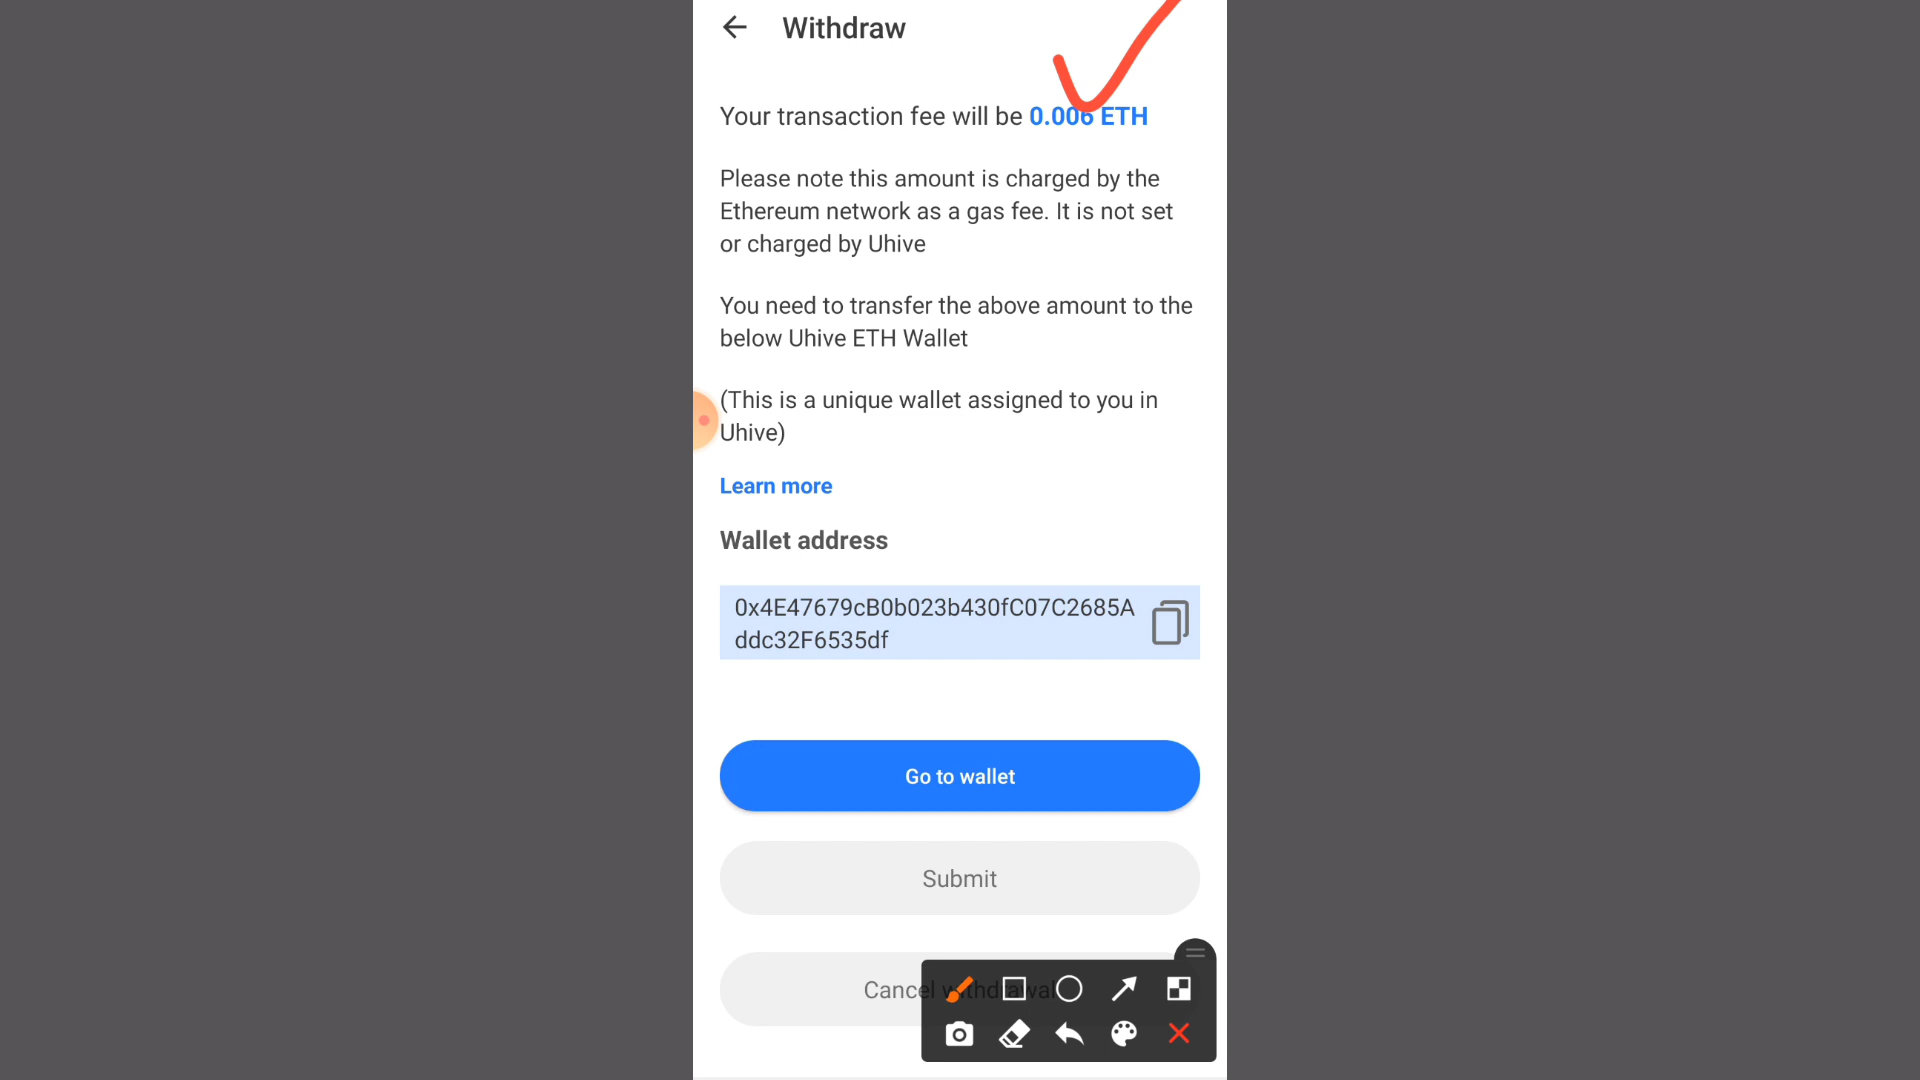 Withdraw
Your transaction fee will be 0.006 ETH
Please note this amount is charged by the
Ethereum network as a gas fee. It is not set
or charged by Uhive
You need to transfer the above amount to the
below Uhive ETH Wallet
(This is a unique wallet assigned to you in
Uhive)
Learn more
Wallet address
0x4E47679cB0b023b430fC07C2685A
ddc32F6535df
Go to wallet
Submit
Cancel withdrawal